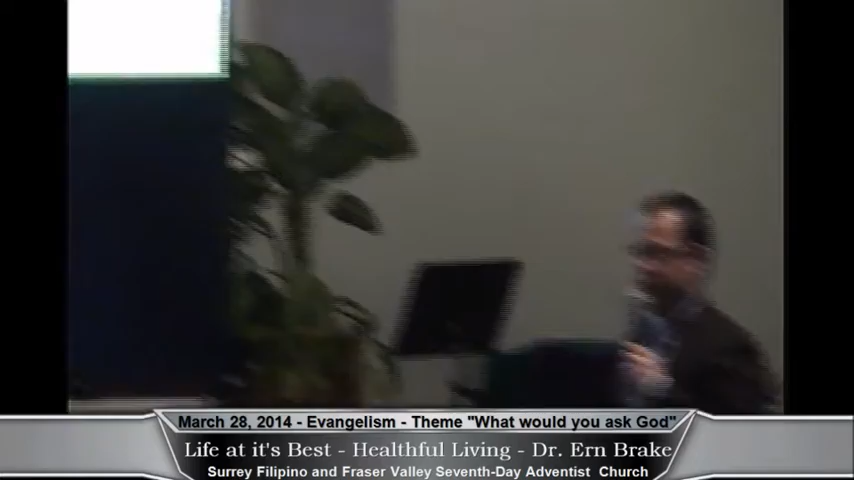 March 28, 2014 - Evangelism - Theme "What would you ask God"
Life at it's Best - Healthful Living - Dr. Ern Brake
Surrey Filipino and Fraser Valley Seventh-Day Adventist Church